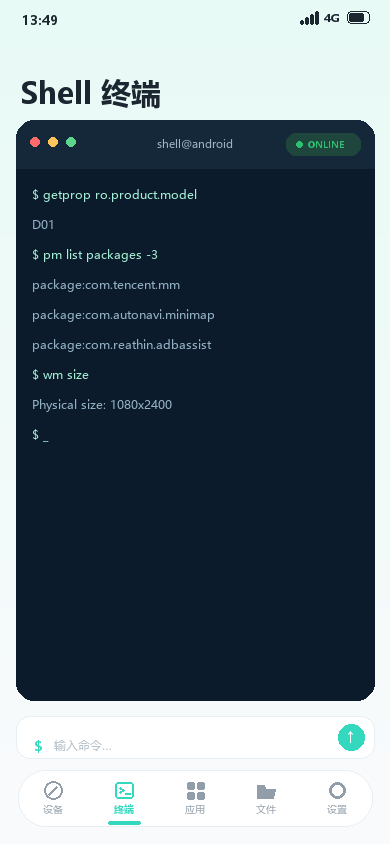 13:49 4G
Shell 终端
shell@android ONLINE
$ getprop ro.product.model
D01
$ pm list packages -3
package:com.tencent.mm
package:com.autonavi.minimap
package:com.reathin.adbassist
$ wm size
Physical size: 1080x2400
$ _
$ 输入命令...
设备 终端 应用 文件 设置